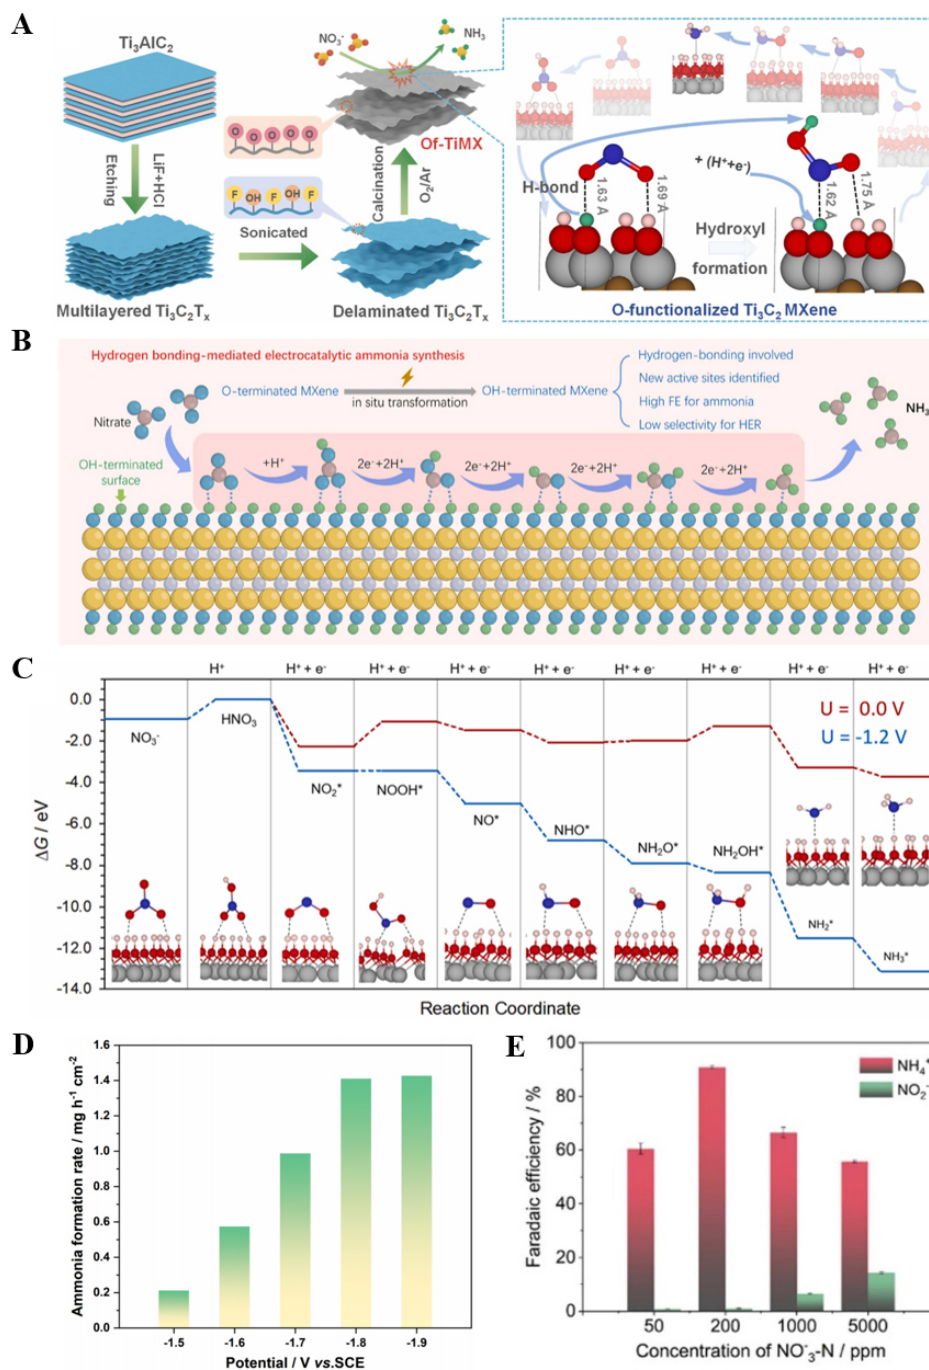 A
Ti₃AlC₂
Etching
LiF+HCl
Multilayered Ti₃C₂Tₓ
O O O O O
F OH F OH F
Sonicated
NO₃⁻
NH₃
Of-TiMX
Calcination
O₂/Ar
Delaminated Ti₃C₂Tₓ
H-bond
1.63 Å
1.69 Å
+ (H⁺+e⁻)
Hydroxyl
formation
1.62 Å
1.75 Å
O-functionalized Ti₃C₂ MXene
B
Hydrogen bonding-mediated electrocatalytic ammonia synthesis
O-terminated MXene
in situ transformation
OH-terminated MXene
Hydrogen-bonding involved
New active sites identified
High FE for ammonia
Low selectivity for HER
Nitrate
NH₃
OH-terminated
surface
+H⁺
2e⁻+2H⁺
2e⁻+2H⁺
2e⁻+2H⁺
2e⁻+2H⁺
C
H⁺ H⁺ + e⁻ H⁺ + e⁻ H⁺ + e⁻ H⁺ + e⁻ H⁺ + e⁻ H⁺ + e⁻ H⁺ + e⁻ H⁺ + e⁻
ΔG / eV
0.0
-2.0
-4.0
-6.0
-8.0
-10.0
-12.0
-14.0
U = 0.0 V
U = -1.2 V
NO₃⁻
HNO₃
NO₂*
NOOH*
NO*
NHO*
NH₂O*
NH₂OH*
NH₂*
NH₃*
Reaction Coordinate
D
Ammonia formation rate / mg h⁻¹ cm⁻²
1.6
1.4
1.2
1.0
0.8
0.6
0.4
0.2
0.0
-1.5 -1.6 -1.7 -1.8 -1.9
Potential / V vs.SCE
E
Faradaic efficiency / %
100
80
60
40
20
0
NH₄⁺
NO₂⁻
50 200 1000 5000
Concentration of NO⁻₃-N / ppm